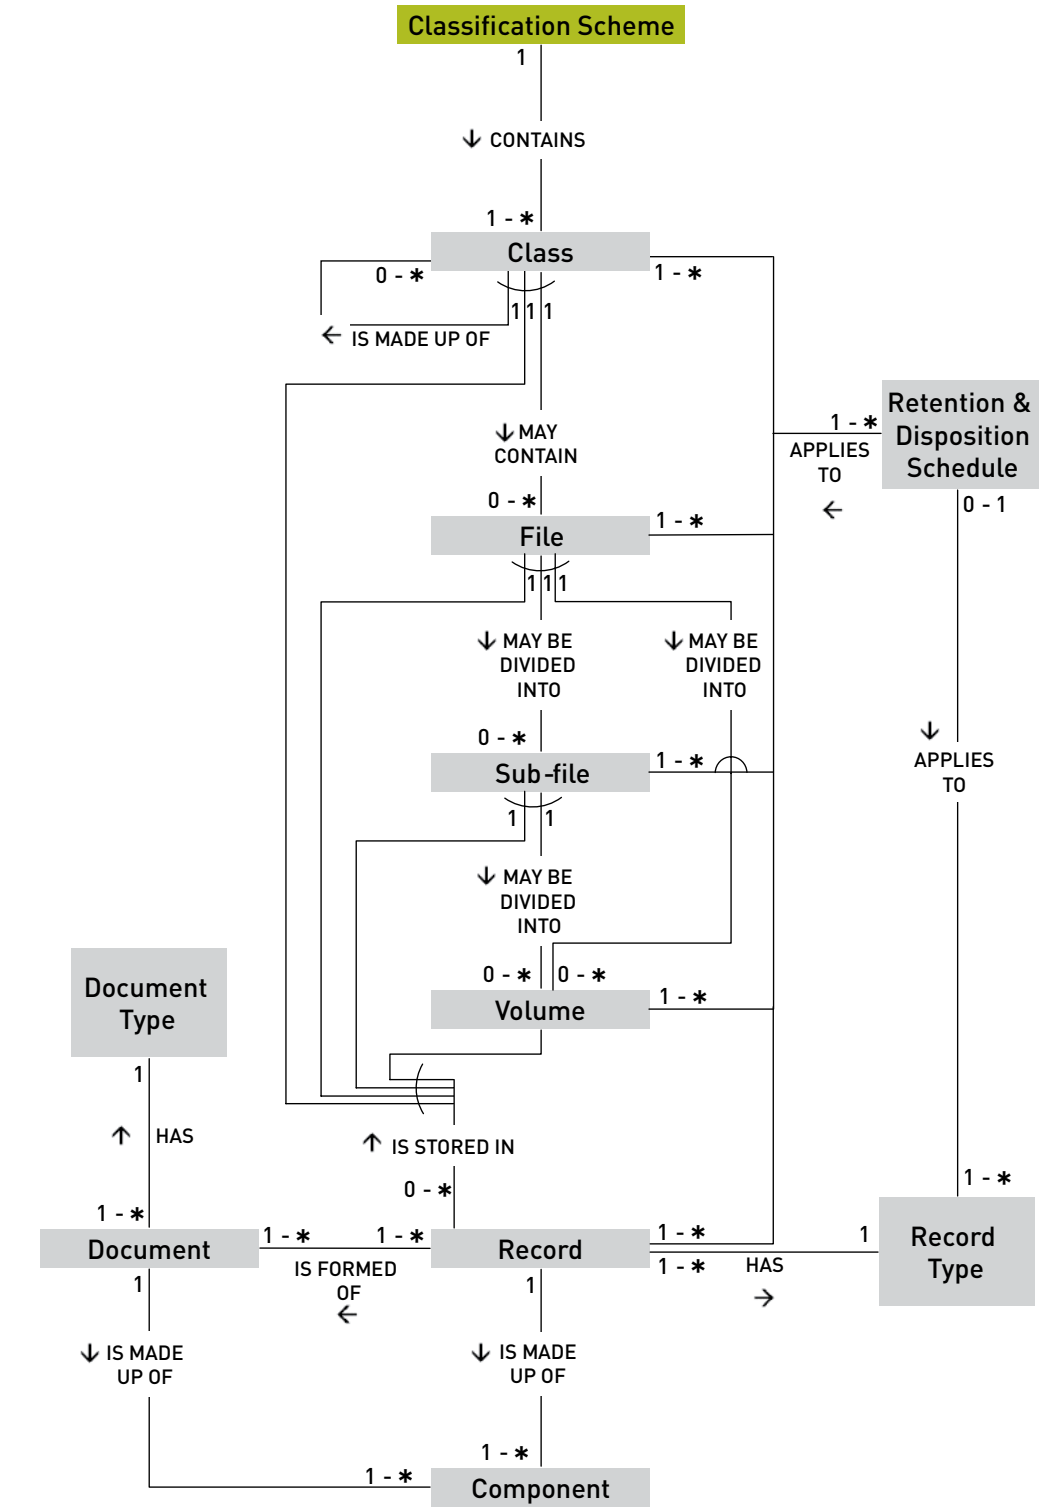 Classification Scheme
1
↓ CONTAINS
1 - *
Class
0 - *
1 - *
1 1 1
← IS MADE UP OF
↓ MAY
CONTAIN
Retention &
Disposition
Schedule
1 - *
APPLIES
TO
←
0 - 1
0 - *
File
1 - *
1 1 1
↓ MAY BE
DIVIDED
INTO
↓ MAY BE
DIVIDED
INTO
0 - *
Sub-file
1 - *
↓
APPLIES
TO
1 1
↓ MAY BE
DIVIDED
INTO
0 - * 0 - *
Volume
1 - *
Document
Type
1
↑ HAS
↑ IS STORED IN
0 - *
1 - *
1 - *
Document
1 - * 1 - *
IS FORMED
OF
←
Record
1 - *
1 - * HAS
→
1
Record
Type
1
↓ IS MADE
UP OF
1
↓ IS MADE
UP OF
1 - *
1 - *
Component